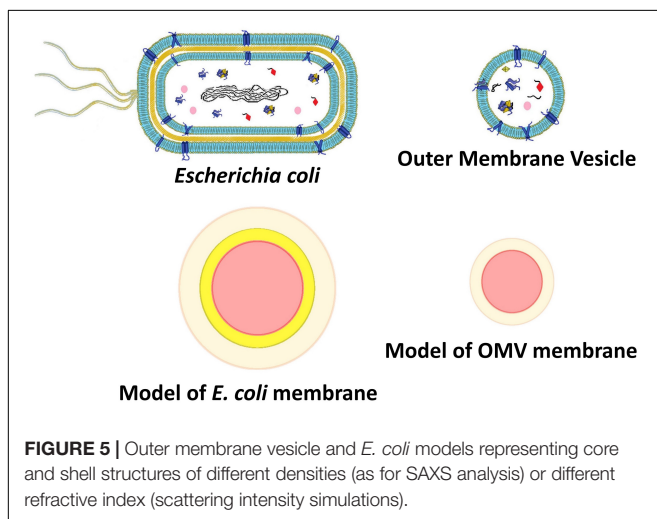 Escherichia coli
Outer Membrane Vesicle
Model of E. coli membrane
Model of OMV membrane
FIGURE 5 | Outer membrane vesicle and E. coli models representing core
and shell structures of different densities (as for SAXS analysis) or different
refractive index (scattering intensity simulations).